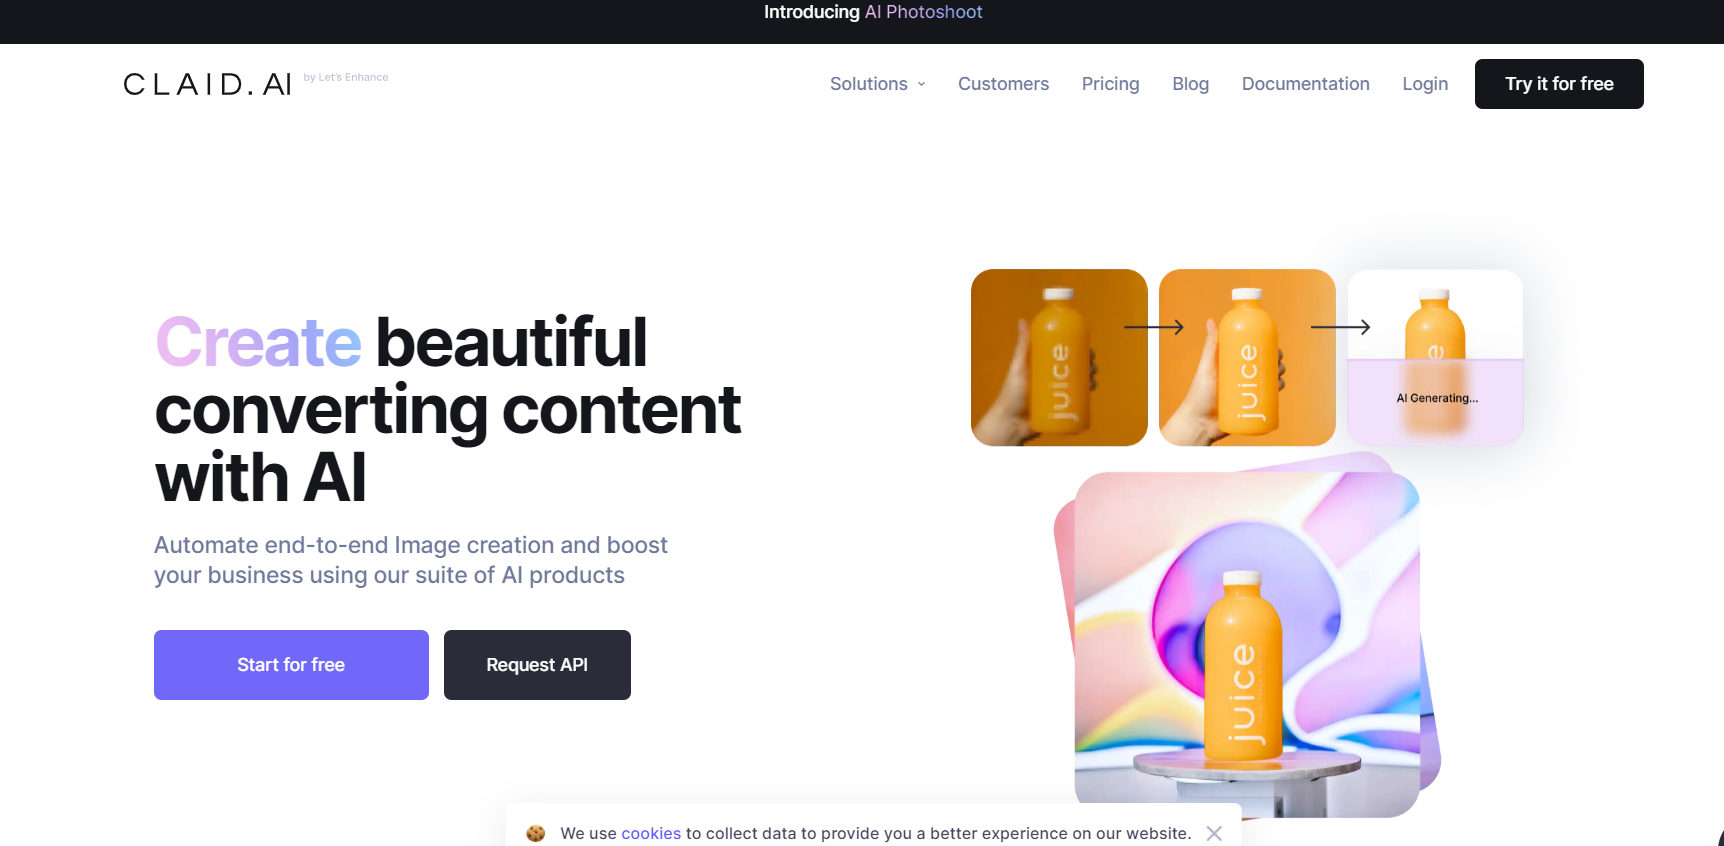 Introducing AI Photoshoot
CLAID.AI by Let's Enhance
Solutions Customers Pricing Blog Documentation Login Try it for free
Create beautiful
converting content
with AI
Automate end-to-end Image creation and boost
your business using our suite of AI products
Start for free Request API
juice
juice
AI Generating...
juice
We use cookies to collect data to provide you a better experience on our website.